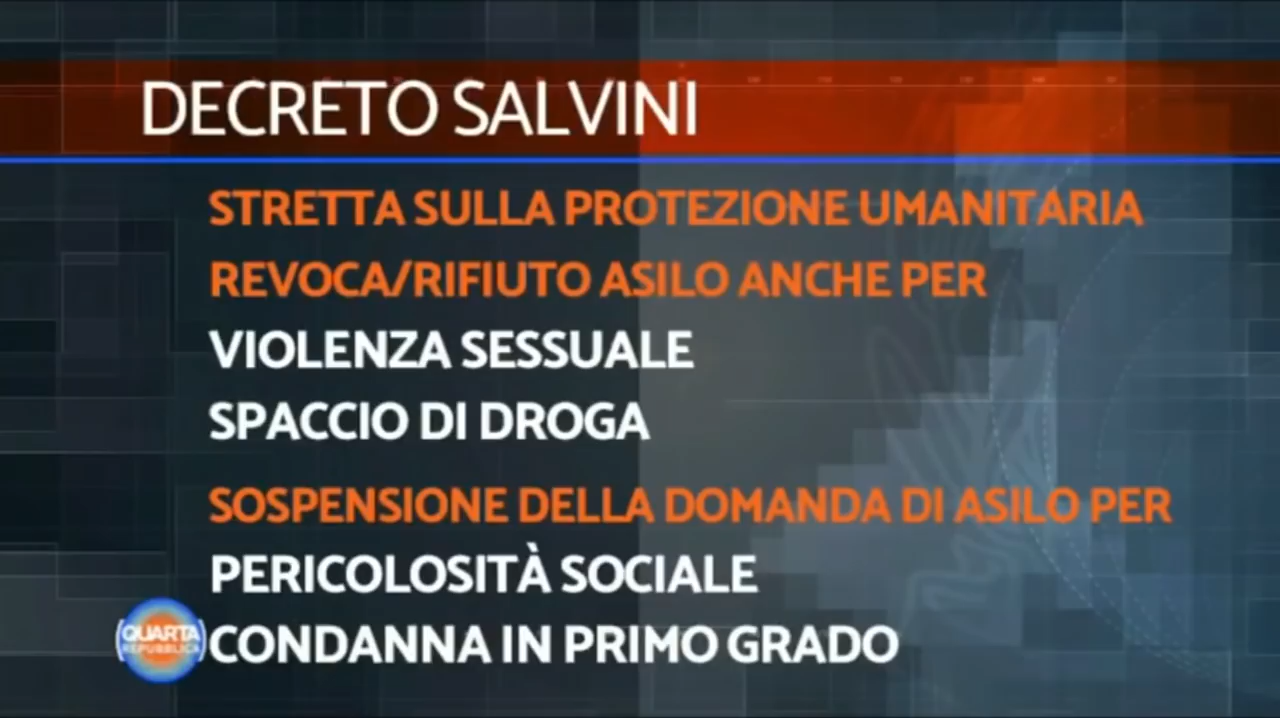 DECRETO SALVINI
STRETTA SULLA PROTEZIONE UMANITARIA
REVOCA/RIFIUTO ASILO ANCHE PER
VIOLENZA SESSUALE
SPACCIO DI DROGA
SOSPENSIONE DELLA DOMANDA DI ASILO PER
PERICOLOSITÀ SOCIALE
CONDANNA IN PRIMO GRADO
QUARTA
REPUBBLICA